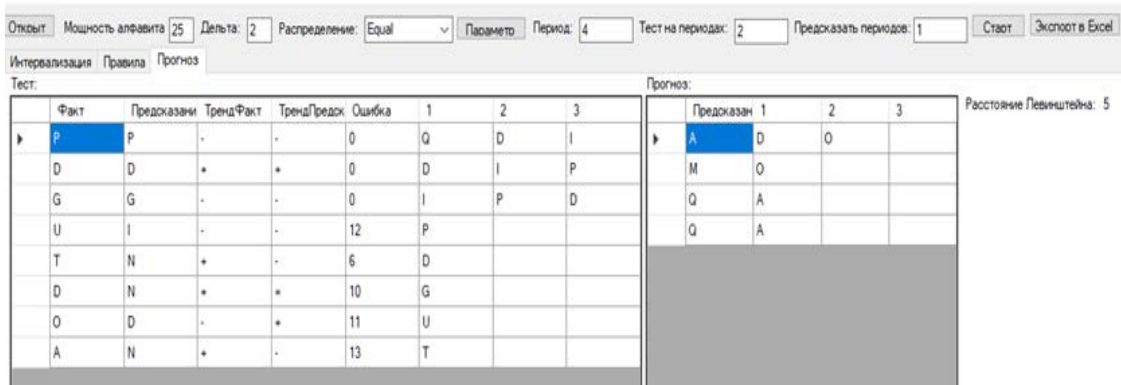 Открыт Мощность алфавита 25 Дельта: 2 Распределение: Equal Параметр Период: 4 Тест на периодах: 2 Предсказать периодов: 1 Старт Экспорт в Excel
Интервализация Правила Прогноз
Тест: Прогноз:
Факт Предсказани ТрендФакт ТрендПредск Ошибка 1 2 3 Предсказан 1 2 3 Расстояние Левинштейна: 5
P P - - 0 Q D I A D O
D D + + 0 D I P M O
G G - - 0 I P D Q A
U I - - 12 P Q A
T N + - 6 D
D N + + 10 G
O D - + 11 U
A N + - 13 T